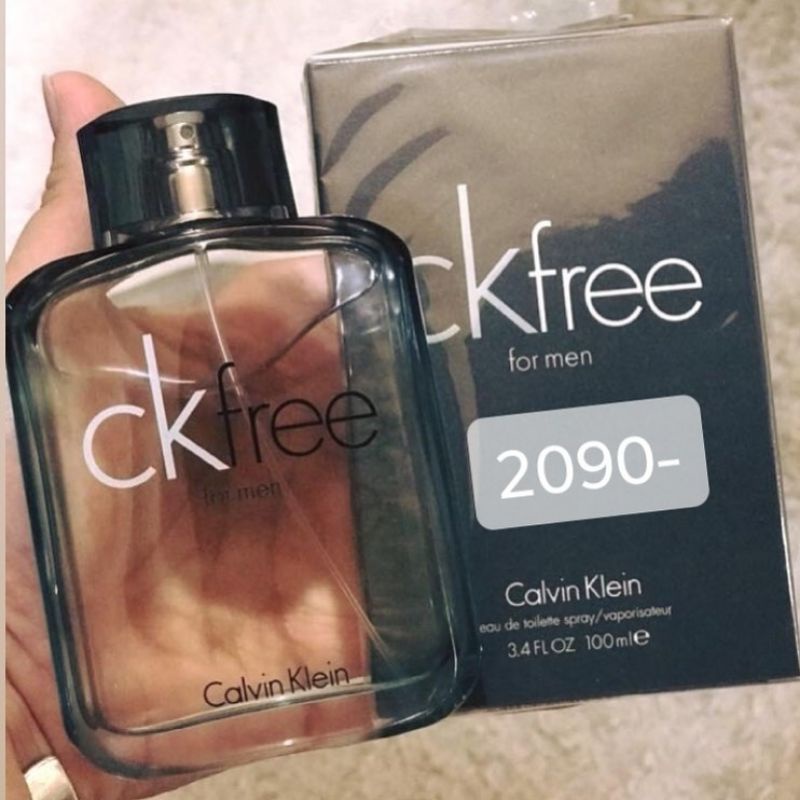 ckfree
for men
Calvin Klein
ckfree
for men
2090-
Calvin Klein
eau de toilette spray/vaporisateur
3.4 FL OZ 100 ml e